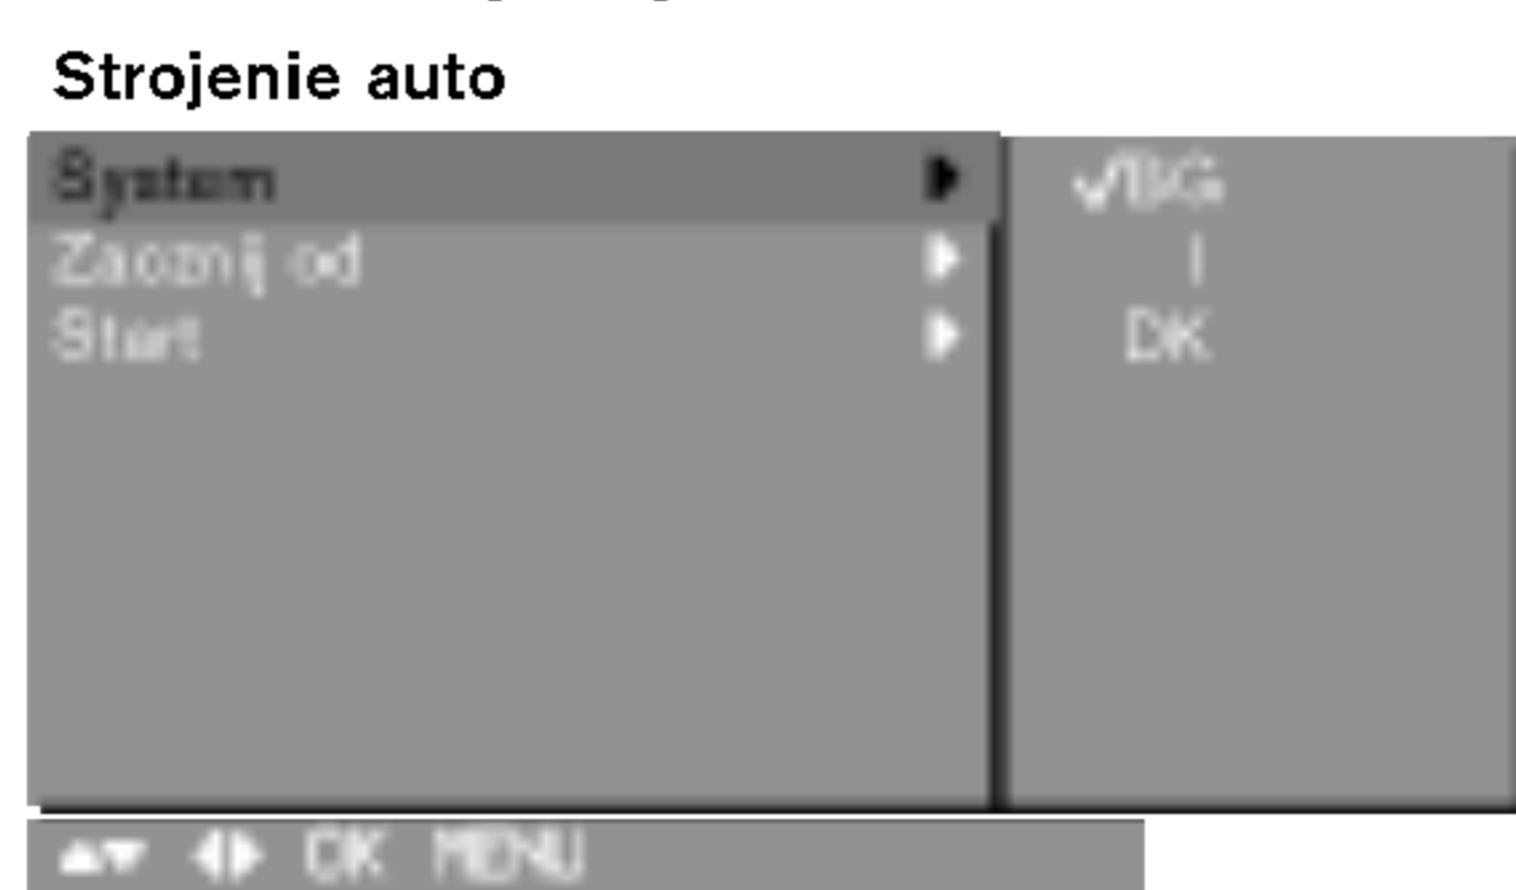 Strojenie auto
System ▶ ✓BG
Zacznij od ▶ I
Start ▶ DK
▲▼ ◀▶ OK MENU